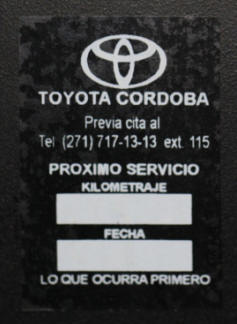 TOYOTA CORDOBA
Previa cita al
Tel (271) 717-13-13 ext. 115
PROXIMO SERVICIO
KILOMETRAJE
FECHA
LO QUE OCURRA PRIMERO